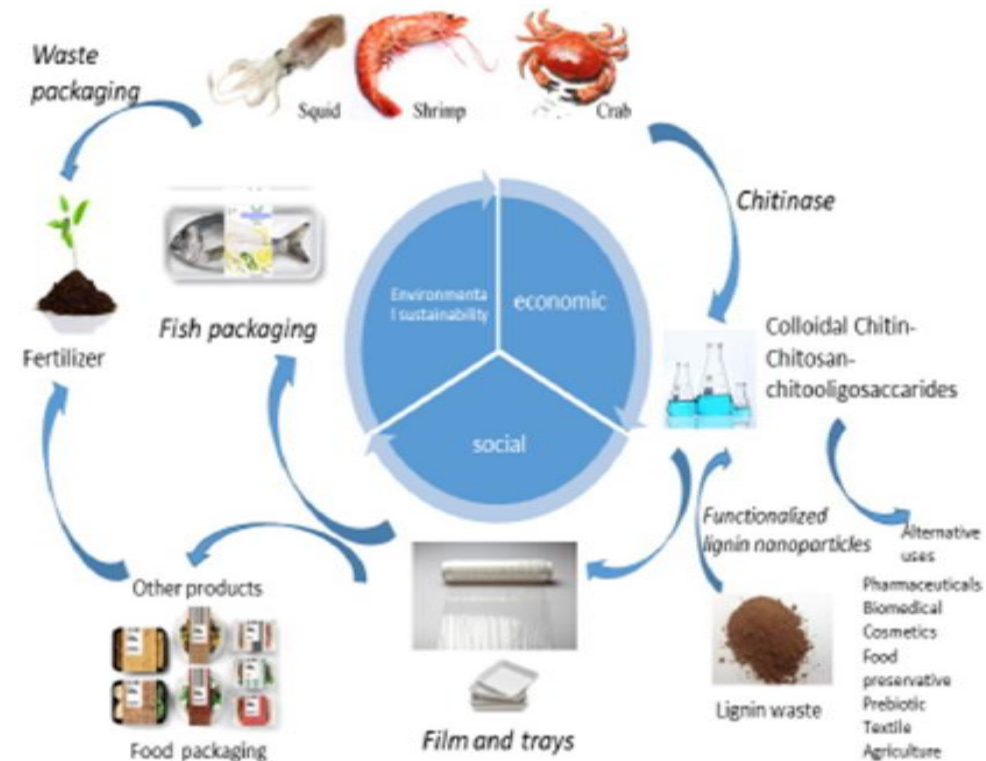 Waste
packaging
Squid
Shrimp
Crab
Chitinase
Environmenta
l sustainability
economic
social
Fish packaging
Fertilizer
Colloidal Chitin-
Chitosan-
chitooligosaccarides
Functionalized
lignin nanoparticles
Alternative
uses
Pharmaceuticals
Biomedical
Cosmetics
Food
preservative
Prebiotic
Textile
Agriculture
Lignin waste
Other products
Food packaging
Film and trays